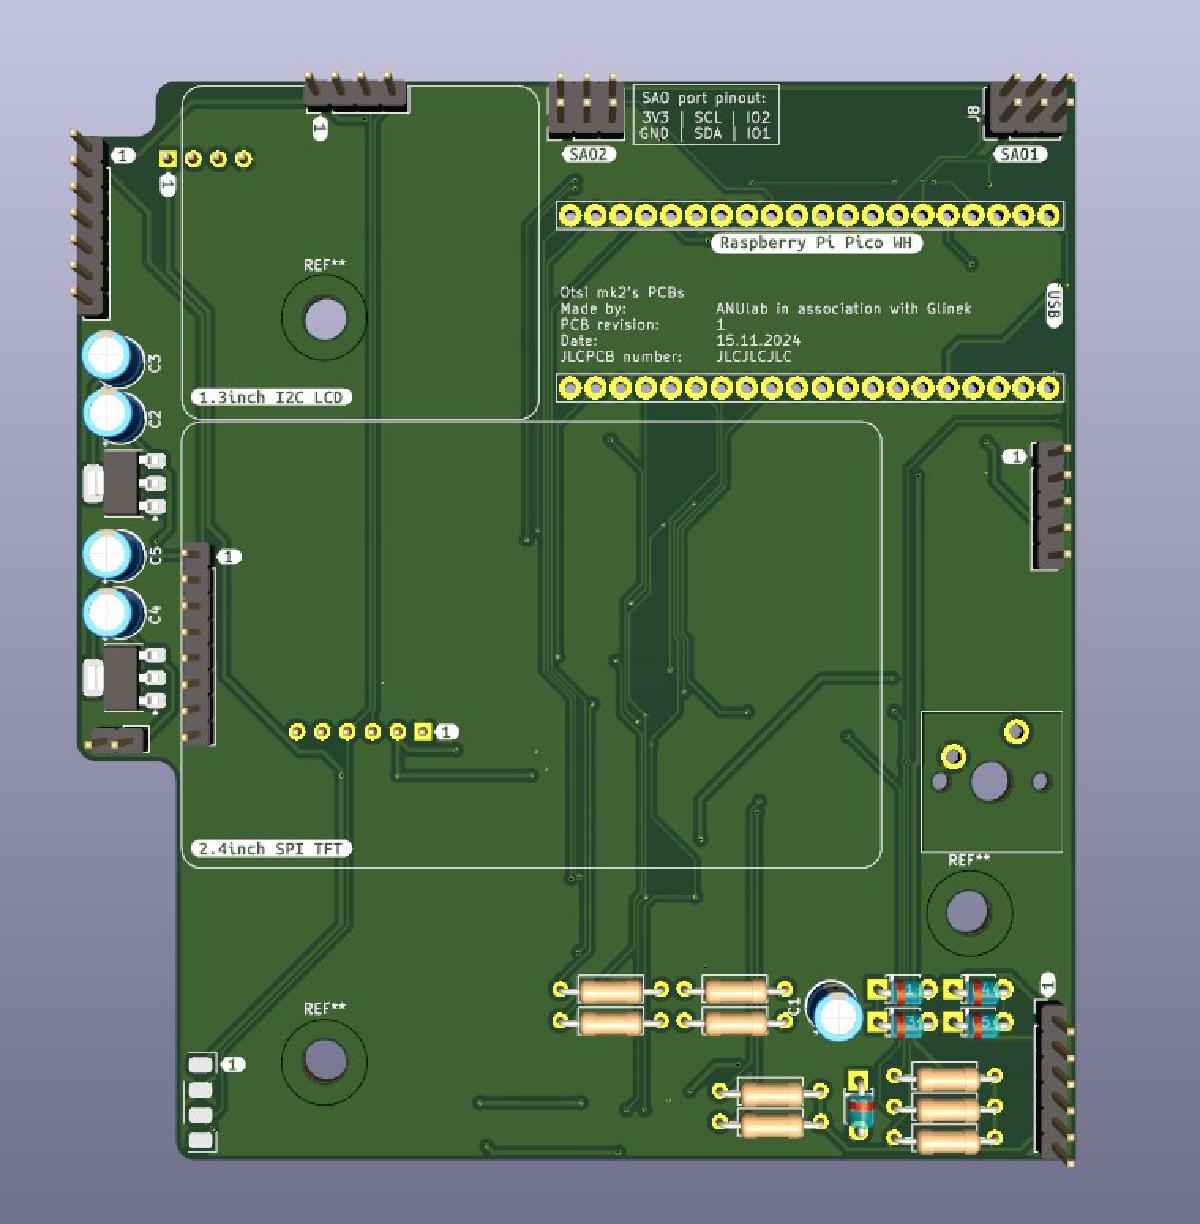 SAO port pinout:
3V3 | SCL | IO2
GND | SDA | IO1
J8
SAO2
SAO1
1
1
1
Raspberry Pi Pico WH
REF**
Otsi mk2's PCBs
Made by: ANUlab in association with Glinek
PCB revision: 1
Date: 15.11.2024
JLCPCB number: JLCJLCJLC
USB
C3
1.3inch I2C LCD
C2
1
C5
1
C4
1
2.4inch SPI TFT
REF**
REF**
C1
1
1